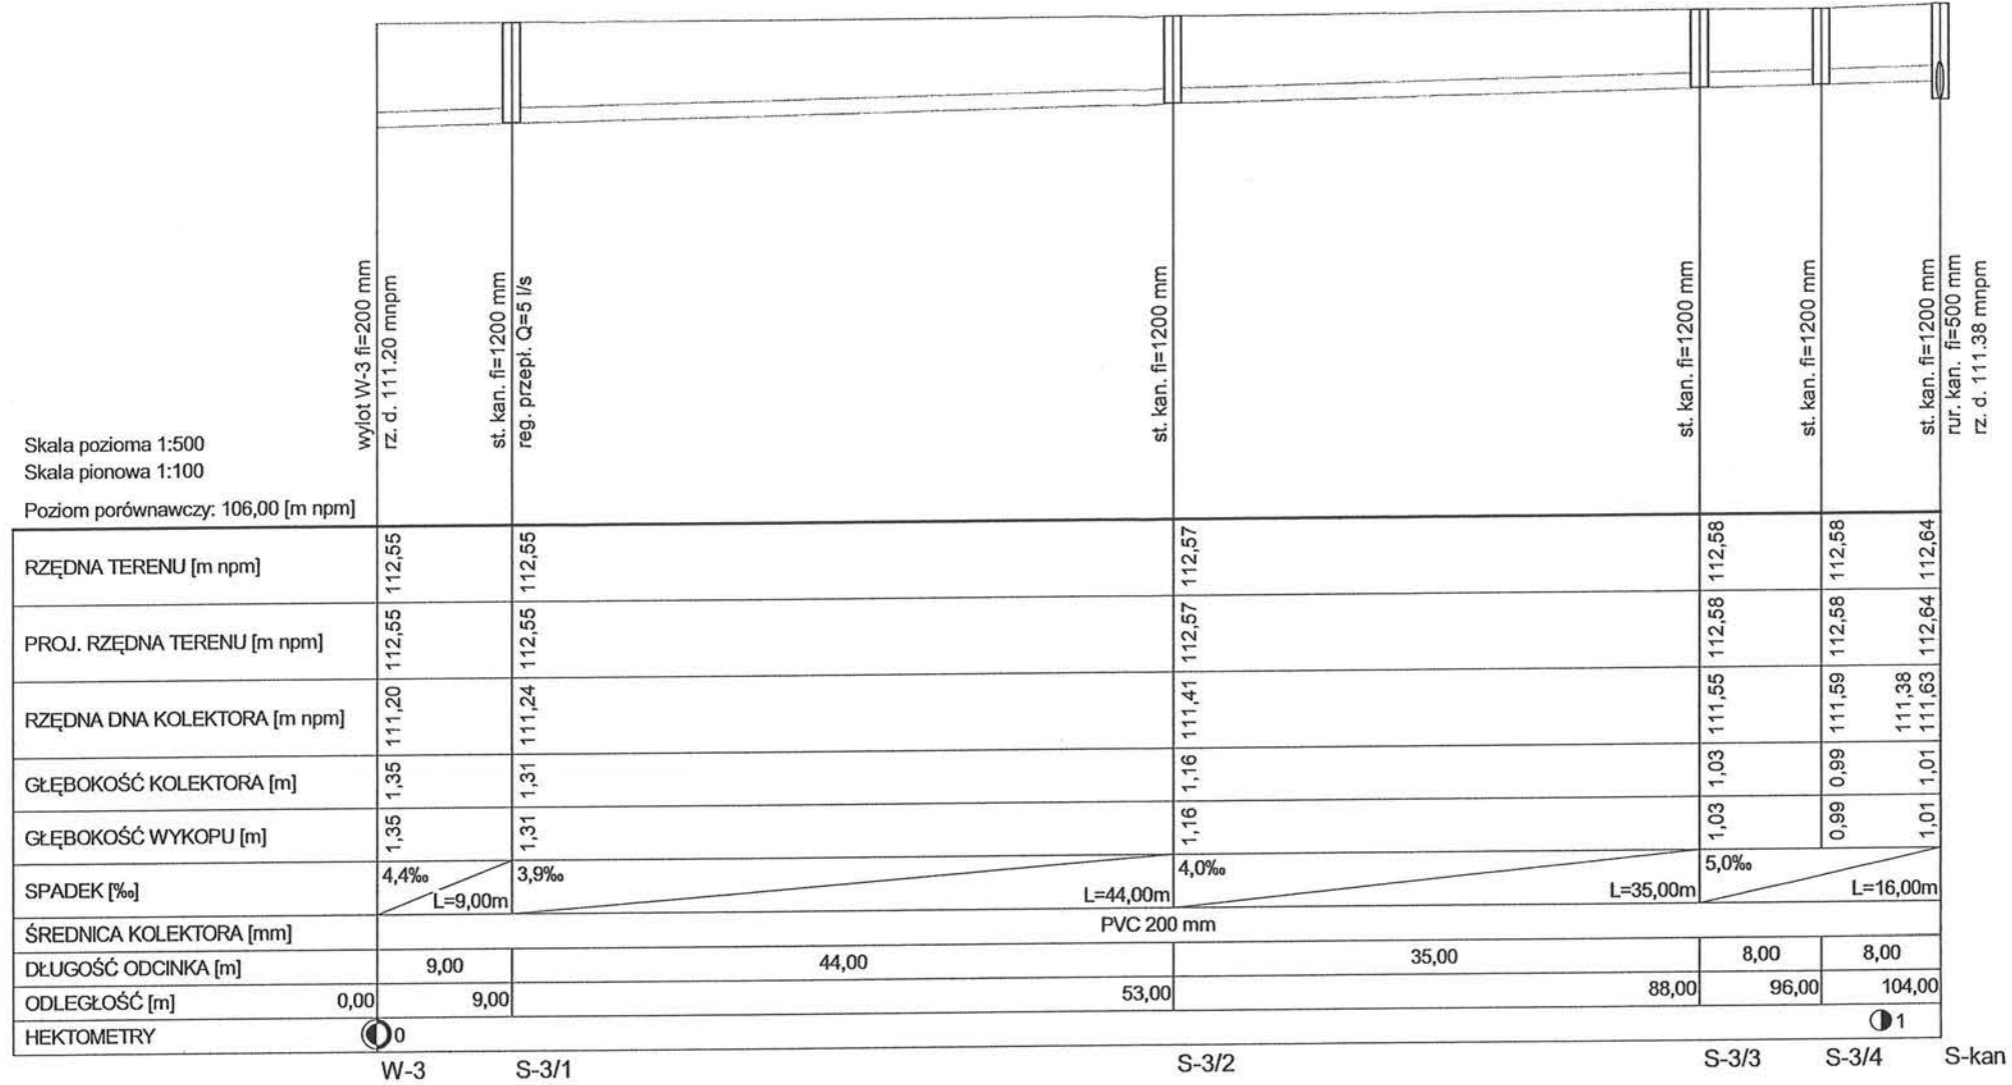 wylot W-3 fi=200 mm
rz. d. 111.20 mnpm
st. kan. fi=1200 mm
reg. przepł. Q=5 l/s
st. kan. fi=1200 mm
st. kan. fi=1200 mm
st. kan. fi=1200 mm
st. kan. fi=1200 mm
rur. kan. fi=500 mm
rz. d. 111.38 mnpm
Skala pozioma 1:500
Skala pionowa 1:100
Poziom porównawczy: 106,00 [m npm]
RZĘDNA TERENU [m npm] 112,55 112,55 112,57 112,58 112,58 112,64
PROJ. RZĘDNA TERENU [m npm] 112,55 112,55 112,57 112,58 112,58 112,64
RZĘDNA DNA KOLEKTORA [m npm] 111,20 111,24 111,41 111,55 111,59 111,38 111,63
GŁĘBOKOŚĆ KOLEKTORA [m] 1,35 1,31 1,16 1,03 0,99 1,01
GŁĘBOKOŚĆ WYKOPU [m] 1,35 1,31 1,16 1,03 0,99 1,01
SPADEK [‰] 4,4‰ L=9,00m 3,9‰ L=44,00m 4,0‰ L=35,00m 5,0‰ L=16,00m
ŚREDNICA KOLEKTORA [mm] PVC 200 mm
DŁUGOŚĆ ODCINKA [m] 9,00 44,00 35,00 8,00 8,00
ODLEGŁOŚĆ [m] 0,00 9,00 53,00 88,00 96,00 104,00
HEKTOMETRY 0 1
W-3 S-3/1 S-3/2 S-3/3 S-3/4 S-kan